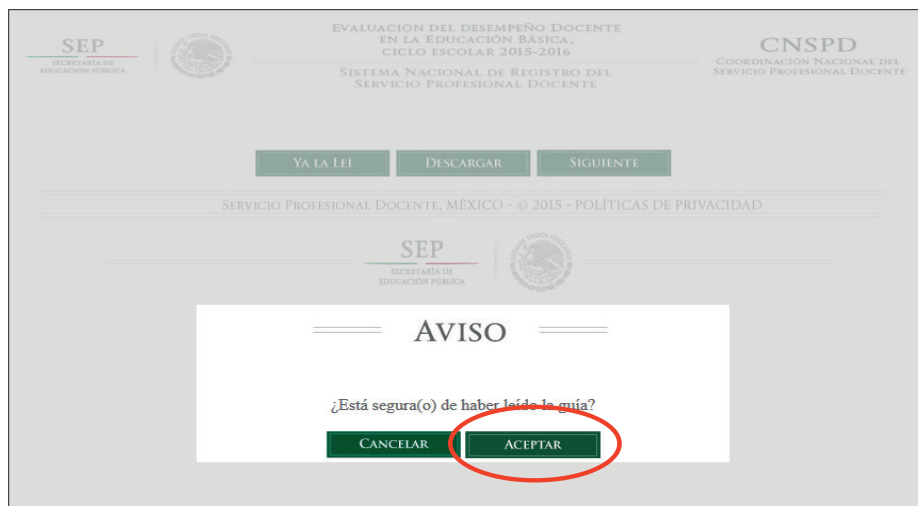 SEP
SECRETARÍA DE
EDUCACIÓN PÚBLICA
EVALUACIÓN DEL DESEMPEÑO DOCENTE
EN LA EDUCACIÓN BÁSICA,
CICLO ESCOLAR 2015-2016
SISTEMA NACIONAL DE REGISTRO DEL
SERVICIO PROFESIONAL DOCENTE
CNSPD
COORDINACIÓN NACIONAL DEL
SERVICIO PROFESIONAL DOCENTE
YA LA LEÍ
DESCARGAR
SIGUIENTE
SERVICIO PROFESIONAL DOCENTE, MÉXICO - © 2015 - POLÍTICAS DE PRIVACIDAD
SEP
SECRETARÍA DE
EDUCACIÓN PÚBLICA
AVISO
¿Está segura(o) de haber leído la guía?
CANCELAR
ACEPTAR